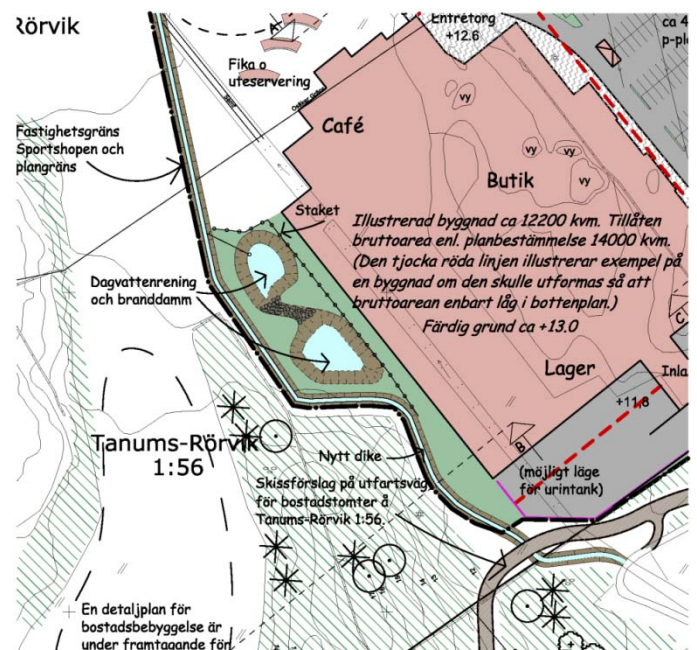 Rörvik
Entretorg
+12.6
ca 4
Fika o
uteservering
Café
vy
vy
vy
vy
Butik
Fastighetsgräns
Sportshopen och
plangräns
Staket
Illustrerad byggnad ca 12200 kvm. Tillåten
bruttoarea enl. planbestämmelse 14000 kvm.
(Den tjocka röda linjen illustrerar exempel på
en byggnad om den skulle utformas så att
bruttoarean enbart låg i bottenplan.)
Färdig grund ca +13.0
Dagvattenrening
och branddamm
C
Lager
Inla
+11.8
Tanums-Rörvik
1:56
Nytt dike
B
(möjligt läge
för urintank)
Skissförslag på utfartsväg
för bostadstomter å
Tanums-Rörvik 1:56.
En detaljplan för
bostadsbebyggelse är
under framtagande för